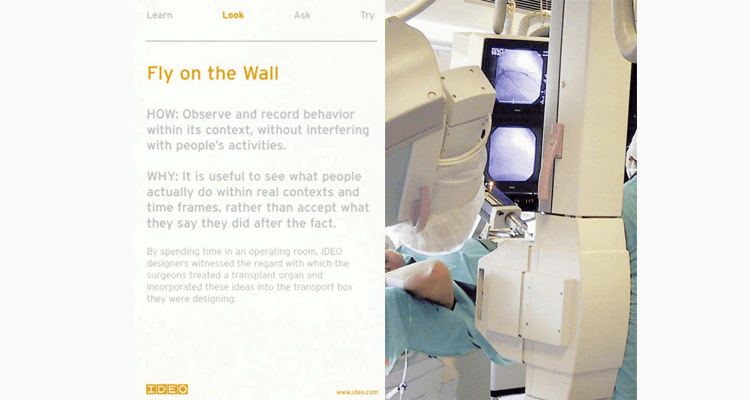 Learn Look Ask Try
Fly on the Wall
HOW: Observe and record behavior
within its context, without interfering
with people's activities.
WHY: It is useful to see what people
actually do within real contexts and
time frames, rather than accept what
they say they did after the fact.
By spending time in an operating room, IDEO
designers witnessed the regard with which the
surgeons treated a transplant organ and
incorporated these ideas into the transport box
they were designing.
IDEO
www.ideo.com